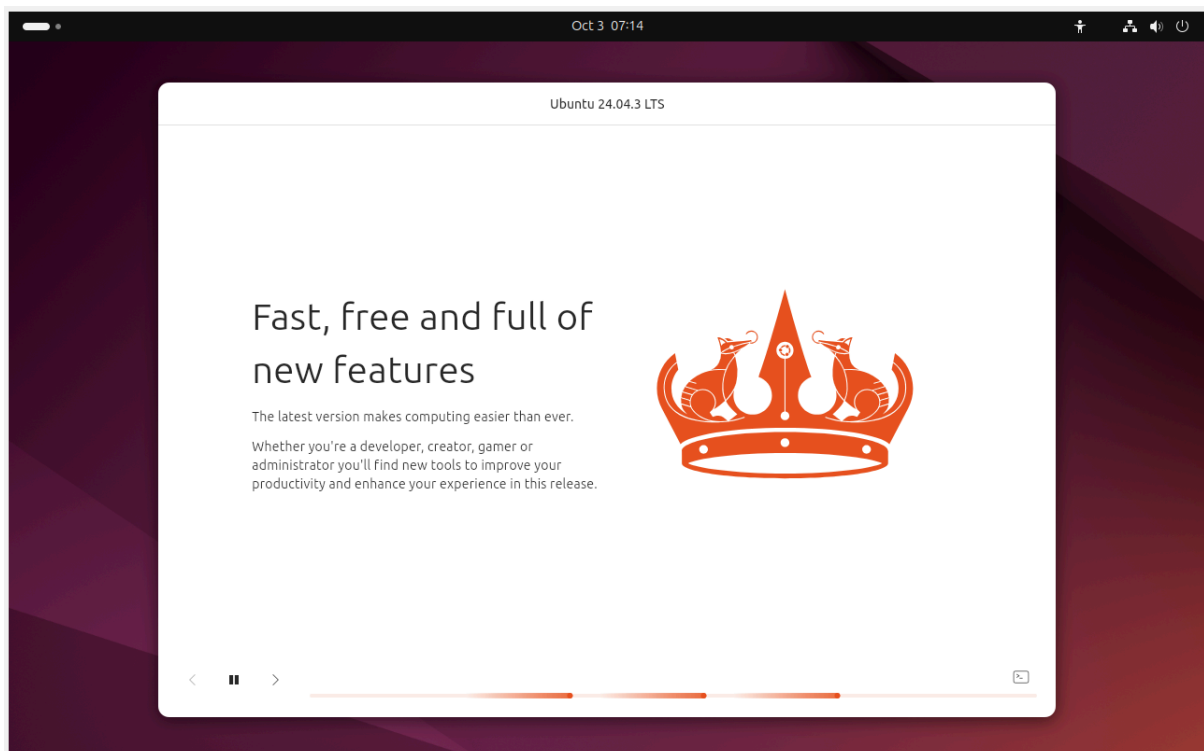 Oct 3 07:14
Ubuntu 24.04.3 LTS
Fast, free and full of
new features
The latest version makes computing easier than ever.
Whether you're a developer, creator, gamer or
administrator you'll find new tools to improve your
productivity and enhance your experience in this release.